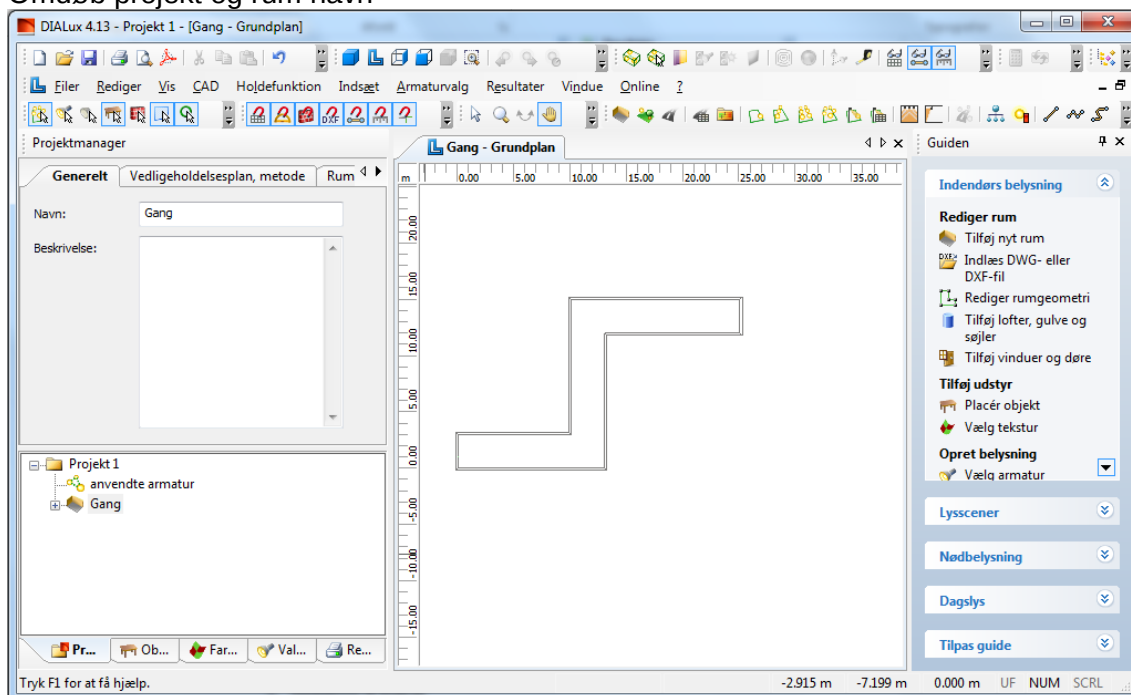 Omdøb projekt og rum navn
DIALux 4.13 - Projekt 1 - [Gang - Grundplan]
Filer Rediger Vis CAD Holdefunktion Indsæt Armaturvalg Resultater Vindue Online ?
Projektmanager
Generelt Vedligeholdelsesplan, metode Rum
Navn: Gang
Beskrivelse:
Projekt 1
anvendte armatur
Gang
Pr... Ob... Far... Val... Re...
Gang - Grundplan
m 0.00 5.00 10.00 15.00 20.00 25.00 30.00 35.00
20.00
15.00
10.00
5.00
0.00
-5.00
-10.00
-15.00
Guiden
Indendørs belysning
Rediger rum
Tilføj nyt rum
Indlæs DWG- eller
DXF-fil
Rediger rumgeometri
Tilføj lofter, gulve og
søjler
Tilføj vinduer og døre
Tilføj udstyr
Placér objekt
Vælg tekstur
Opret belysning
Vælg armatur
Lysscener
Nødbelysning
Dagslys
Tilpas guide
Tryk F1 for at få hjælp. -2.915 m -7.199 m 0.000 m UF NUM SCRL